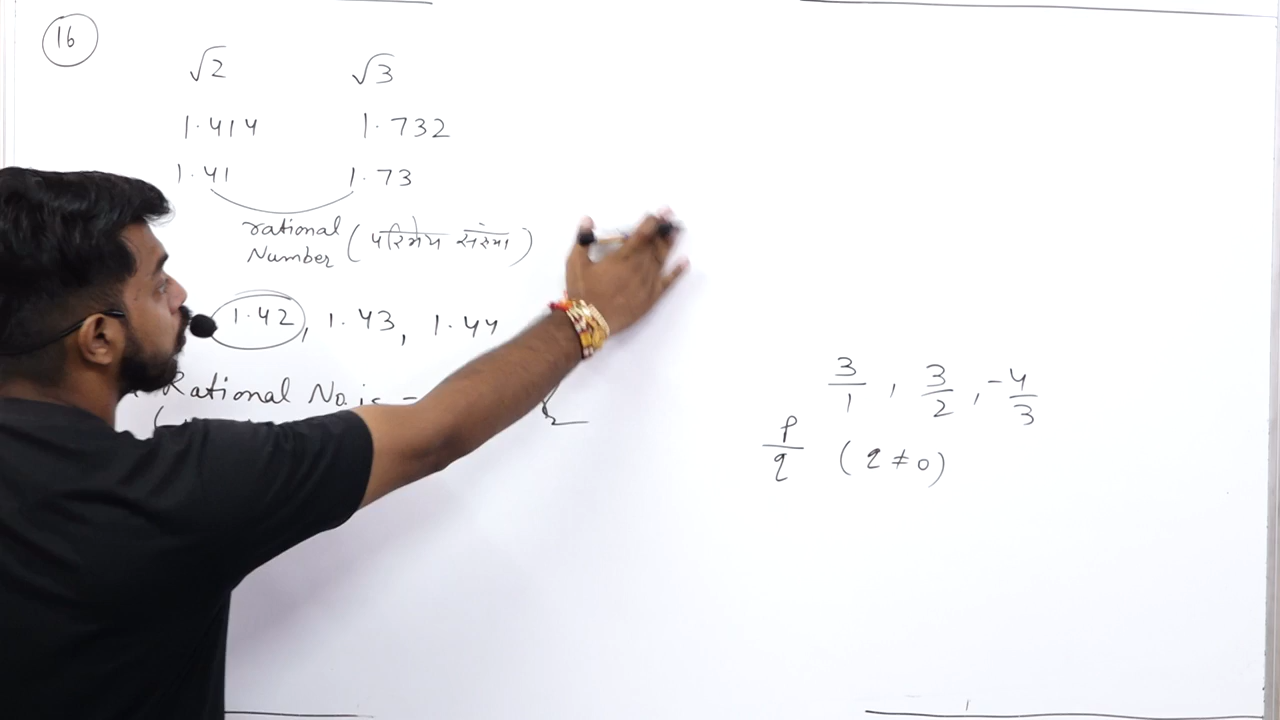 16
√2 √3
1.414 1.732
1.41 1.73
rational
Number (परिमेय संख्या)
1.42, 1.43, 1.44
Rational No. is -
3/1, 3/2, -4/3
p/q (q ≠ 0)